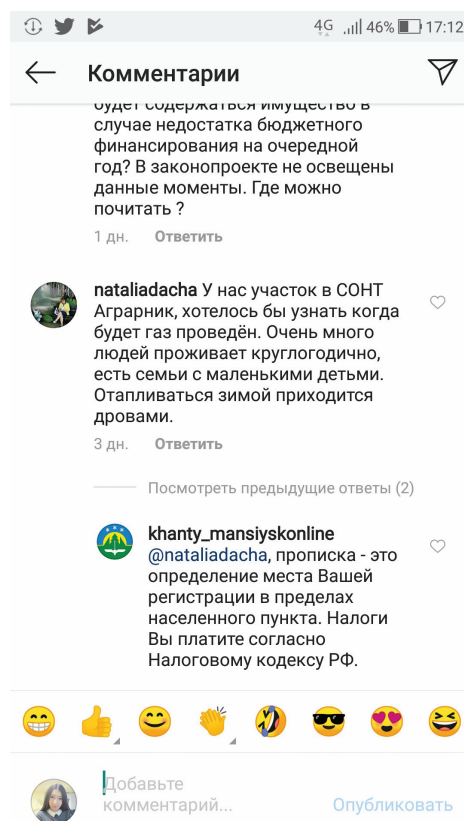 4G 46% 17:12
Комментарии
будет содержаться имущество в
случае недостатка бюджетного
финансирования на очередной
год? В законопроекте не освещены
данные моменты. Где можно
почитать ?
1 дн. Ответить
nataliadacha У нас участок в СОНТ
Аграрник, хотелось бы узнать когда
будет газ проведён. Очень много
людей проживает круглогодично,
есть семьи с маленькими детьми.
Отапливаться зимой приходится
дровами.
3 дн. Ответить
Посмотреть предыдущие ответы (2)
khanty_mansiyskonline
@nataliadacha, прописка - это
определение места Вашей
регистрации в пределах
населенного пункта. Налоги
Вы платите согласно
Налоговому кодексу РФ.
Добавьте
комментарий... Опубликовать